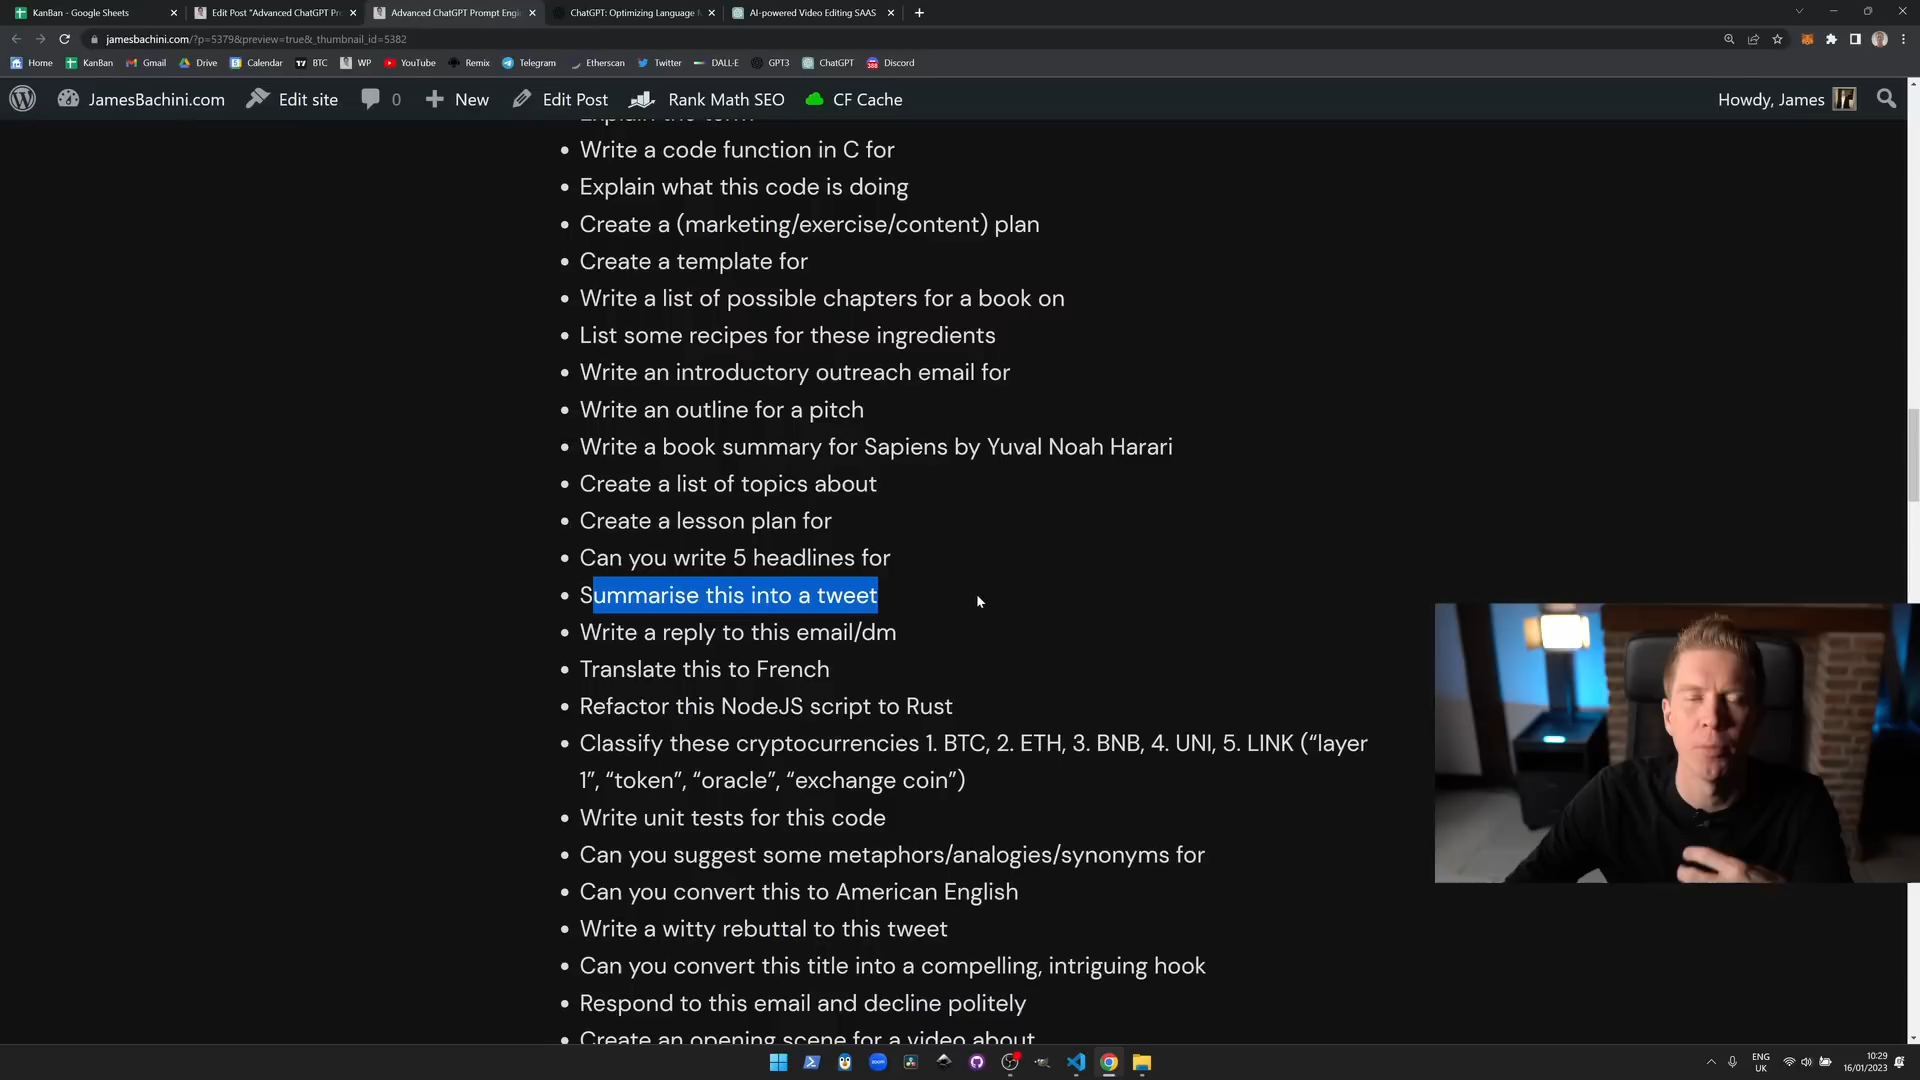 KanBan - Google Sheets
Edit Post "Advanced ChatGPT Pr
Advanced ChatGPT Prompt Engi
ChatGPT: Optimizing Language
AI-powered Video Editing SAAS
jamesbachini.com/?p=5379&preview=true&_thumbnail_id=5382
Home KanBan Gmail Drive Calendar BTC WP YouTube Remix Telegram Etherscan Twitter DALL-E GPT3 ChatGPT Discord
JamesBachini.com Edit site 0 New Edit Post Rank Math SEO CF Cache Howdy, James
Explain the term
• Write a code function in C for
• Explain what this code is doing
• Create a (marketing/exercise/content) plan
• Create a template for
• Write a list of possible chapters for a book on
• List some recipes for these ingredients
• Write an introductory outreach email for
• Write an outline for a pitch
• Write a book summary for Sapiens by Yuval Noah Harari
• Create a list of topics about
• Create a lesson plan for
• Can you write 5 headlines for
• Summarise this into a tweet
• Write a reply to this email/dm
• Translate this to French
• Refactor this NodeJS script to Rust
• Classify these cryptocurrencies 1. BTC, 2. ETH, 3. BNB, 4. UNI, 5. LINK (“layer
1”, “token”, “oracle”, “exchange coin”)
• Write unit tests for this code
• Can you suggest some metaphors/analogies/synonyms for
• Can you convert this to American English
• Write a witty rebuttal to this tweet
• Can you convert this title into a compelling, intriguing hook
• Respond to this email and decline politely
Create an opening scene for a video about
zoom
ENG
UK
10:29
16/01/2023